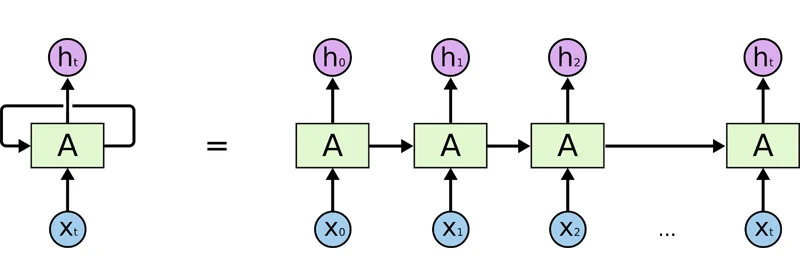 hₜ h₀ h₁ h₂ hₜ
A = A A A A
xₜ x₀ x₁ x₂ ... xₜ